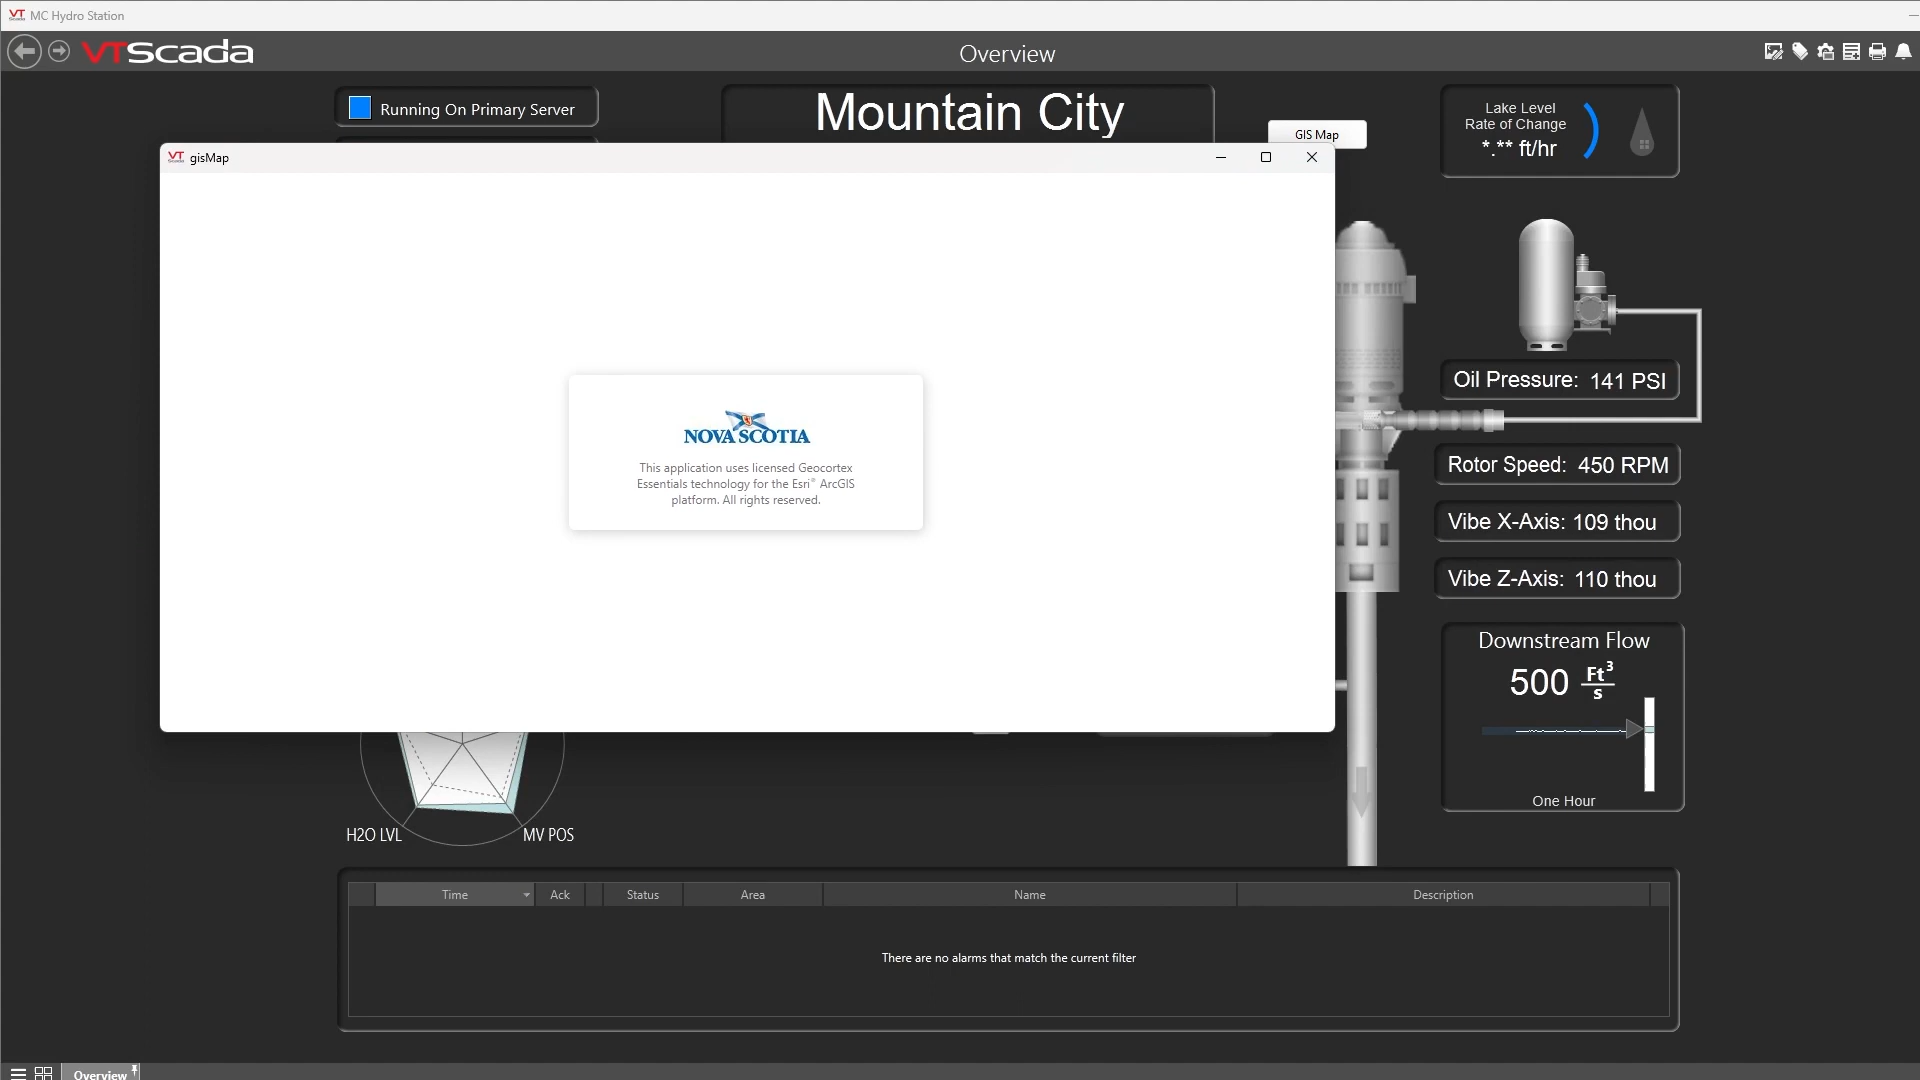 VT Scada MC Hydro Station
VTScada
Overview
Running On Primary Server
Mountain City
GIS Map
Lake Level
Rate of Change
*.** ft/hr
VT Scada gisMap
NOVA SCOTIA
This application uses licensed Geocortex
Essentials technology for the Esri® ArcGIS
platform. All rights reserved.
Oil Pressure: 141 PSI
Rotor Speed: 450 RPM
Vibe X-Axis: 109 thou
Vibe Z-Axis: 110 thou
Downstream Flow
500 Ft³/s
One Hour
H2O LVL
MV POS
Time Ack Status Area Name Description
There are no alarms that match the current filter
Overview